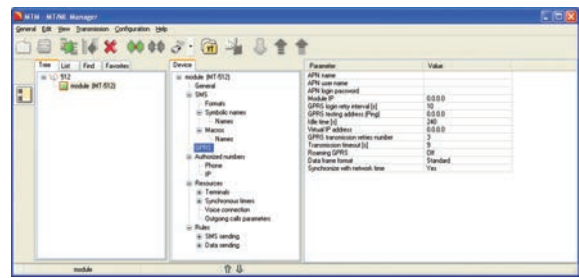 MTM - MT/ML Manager
General Edit View Transmission Configuration Help
Tree List Find Favorites
512
module (MT-512)
Device
module (MT-512)
General
SMS
Formats
Symbolic names
Names
Macros
Names
GPRS
Authorized numbers
Phone
IP
Resources
Terminals
Synchronous timers
Voice connection
Outgoing calls parameters
Rules
SMS sending
Data sending
Parameter Value
APN name
APN user name
APN login password
Module IP 0.0.0.0
GPRS login retry interval [s] 10
GPRS testing address (Ping) 0.0.0.0
Idle time [s] 240
Virtual IP address 0.0.0.0
GPRS transmission retries number 3
Transmission timeout [s] 9
Roaming GPRS Off
Data frame format Standard
Synchronize with network time Yes
module